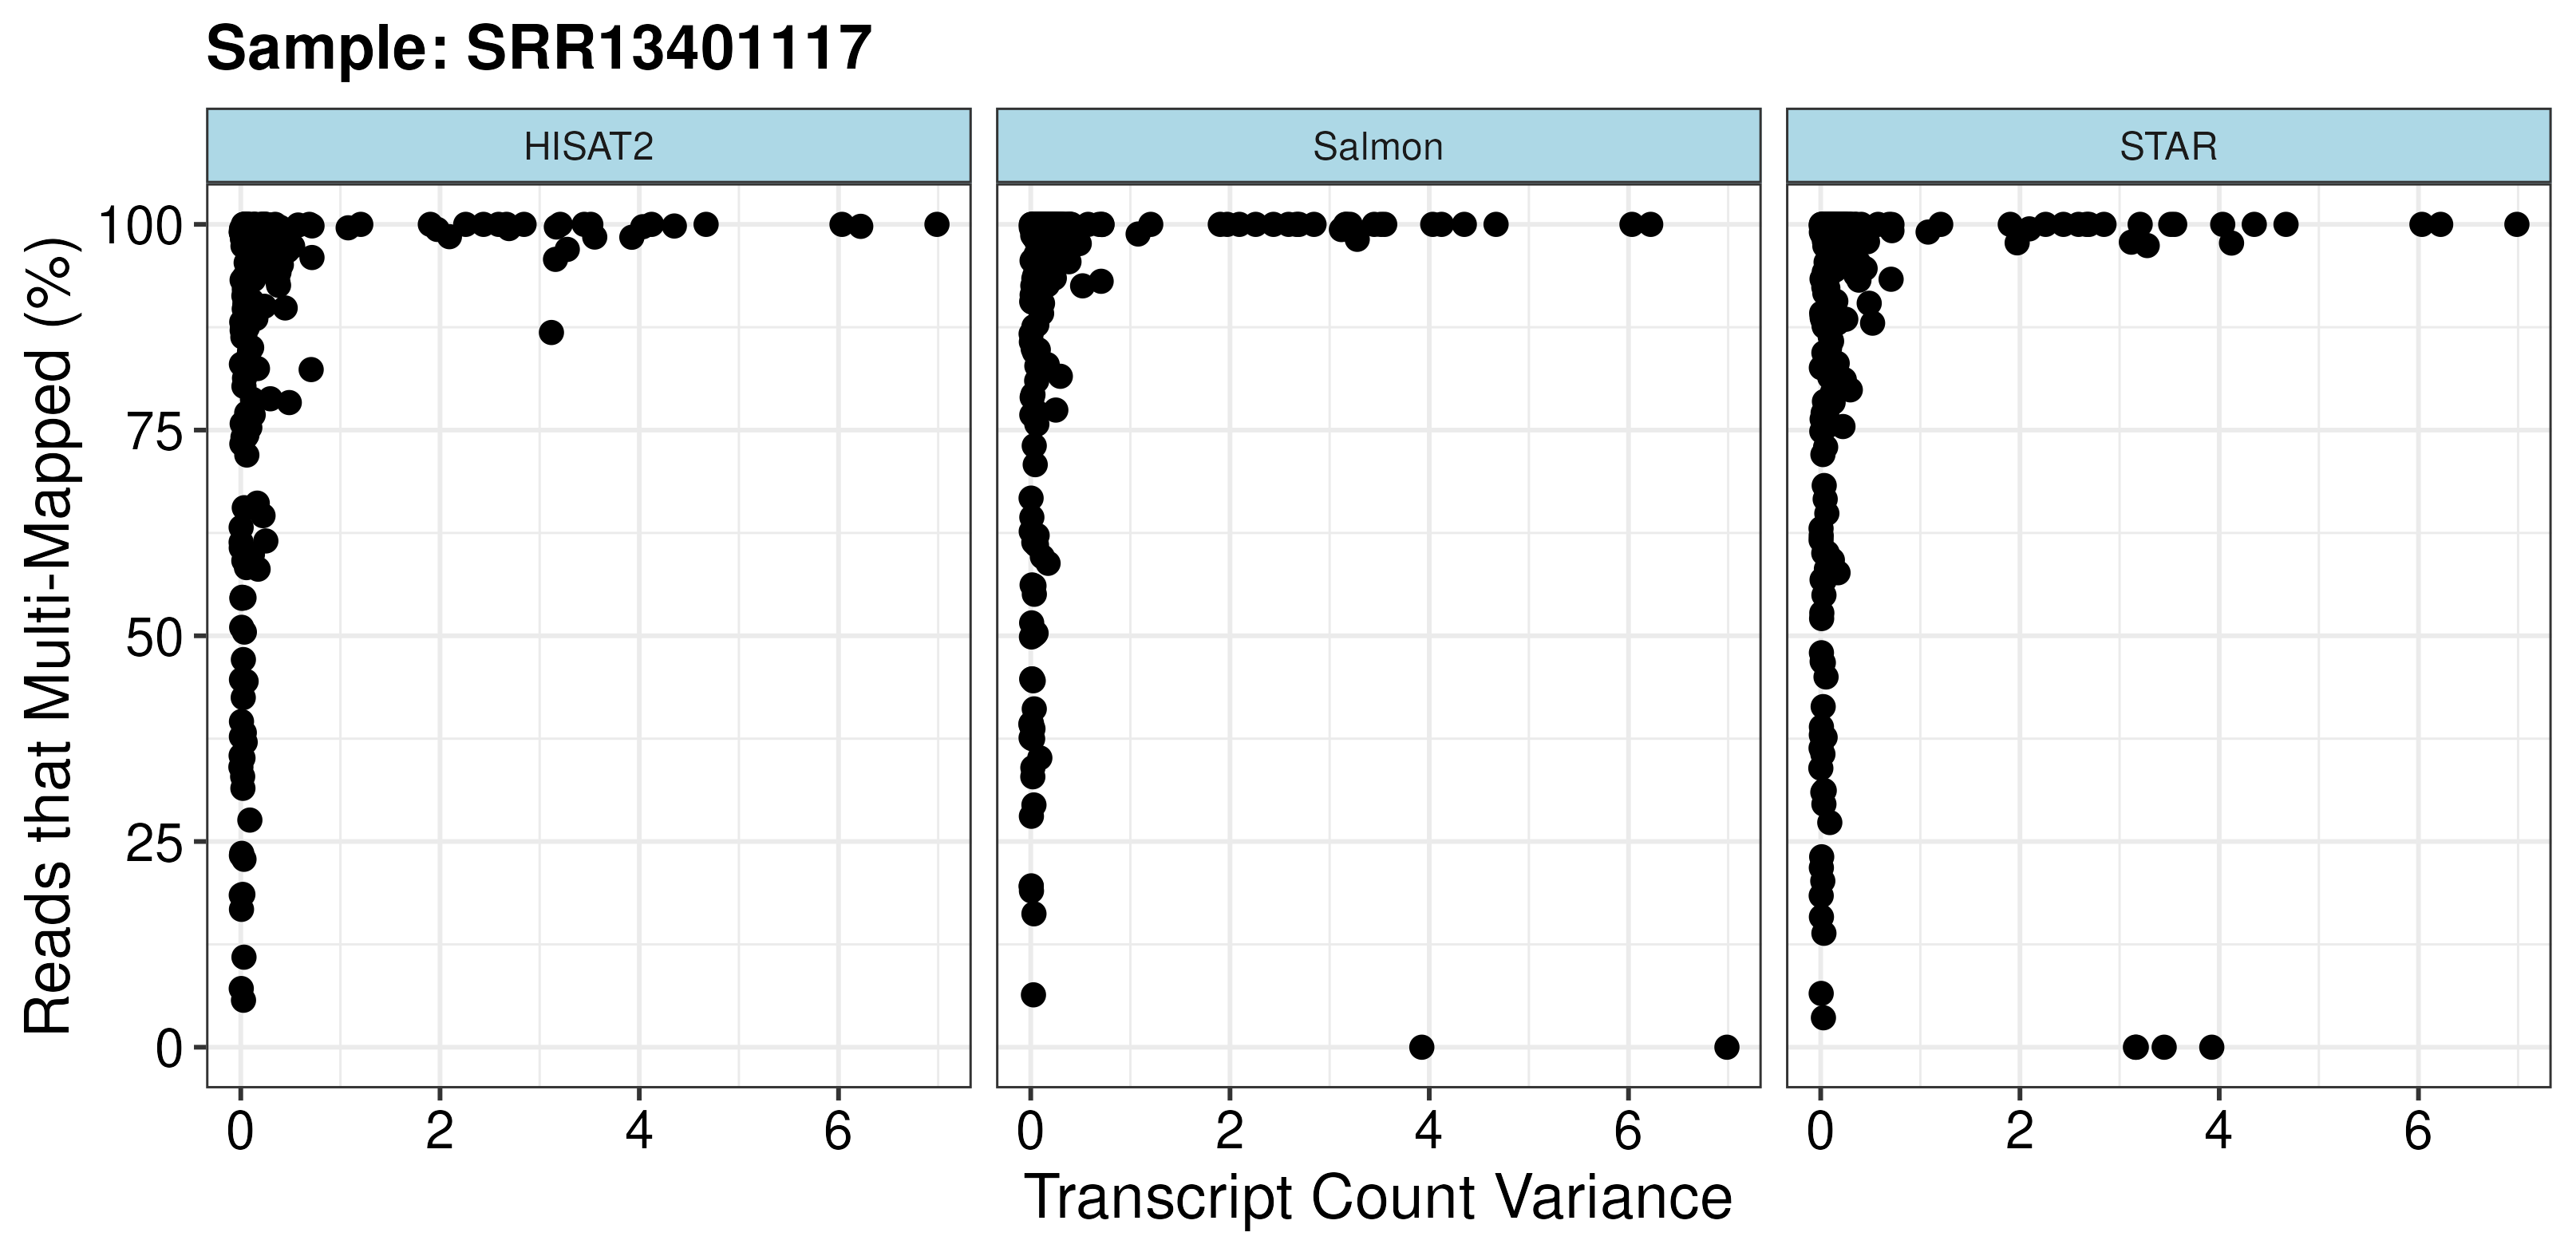 Sample: SRR13401117
HISAT2
Salmon
STAR
Reads that Multi-Mapped (%)
100
75
50
25
0
0 2 4 6
0 2 4 6
0 2 4 6
Transcript Count Variance